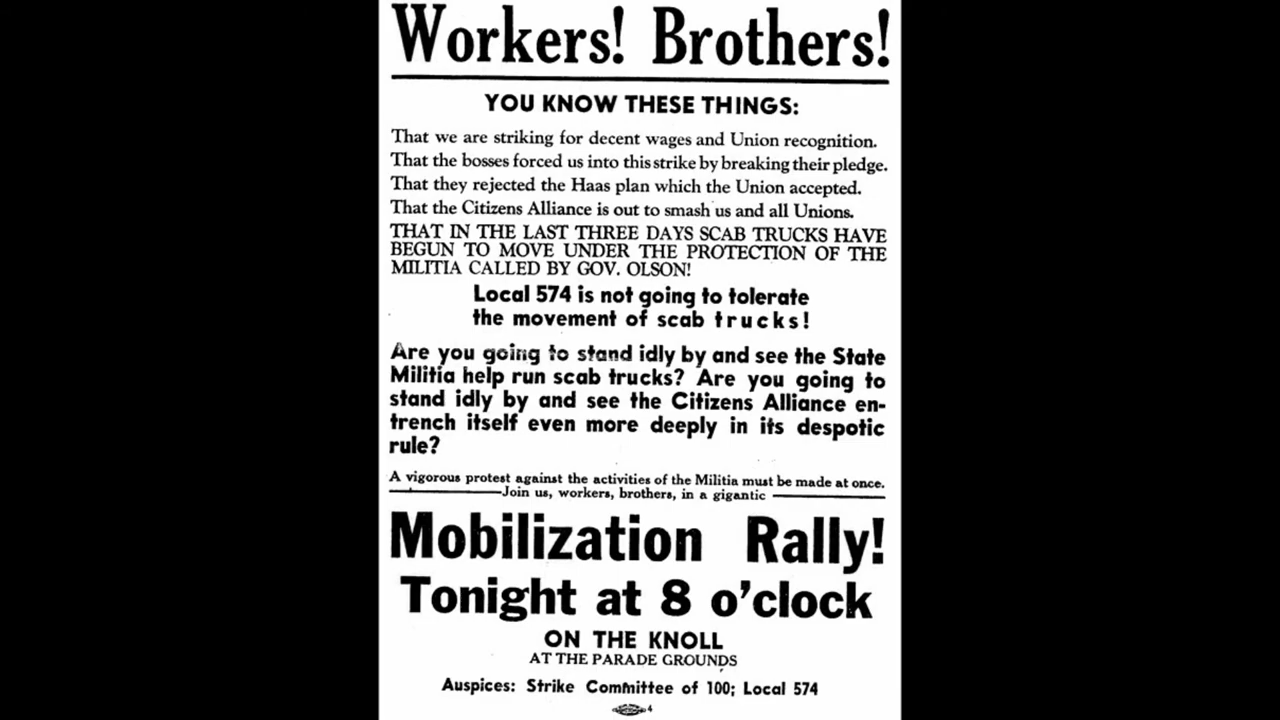 Workers! Brothers!
YOU KNOW THESE THINGS:
That we are striking for decent wages and Union recognition.
That the bosses forced us into this strike by breaking their pledge.
That they rejected the Haas plan which the Union accepted.
That the Citizens Alliance is out to smash us and all Unions.
THAT IN THE LAST THREE DAYS SCAB TRUCKS HAVE
BEGUN TO MOVE UNDER THE PROTECTION OF THE
MILITIA CALLED BY GOV. OLSON!
Local 574 is not going to tolerate
the movement of scab trucks!
Are you going to stand idly by and see the State
Militia help run scab trucks? Are you going to
stand idly by and see the Citizens Alliance en-
trench itself even more deeply in its despotic
rule?
A vigorous protest against the activities of the Militia must be made at once.
Join us, workers, brothers, in a gigantic
Mobilization Rally!
Tonight at 8 o'clock
ON THE KNOLL
AT THE PARADE GROUNDS
Auspices: Strike Committee of 100; Local 574
4